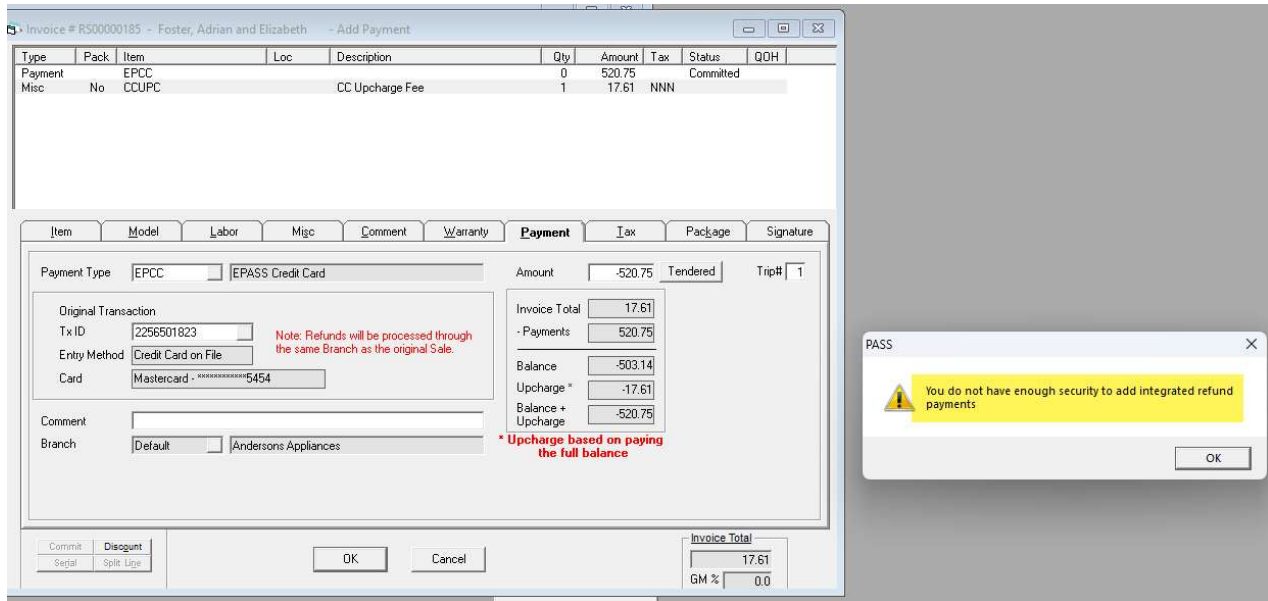 Invoice # RS00000185 - Foster, Adrian and Elizabeth - Add Payment
Type Pack Item Loc Description Qty Amount Tax Status QOH
Payment EPCC 0 520.75 Committed
Misc No CCUPC CC Upcharge Fee 1 17.61 NNN
Item Model Labor Misc Comment Warranty Payment Tax Package Signature
Payment Type EPCC EPASS Credit Card Amount -520.75 Tendered Trip# 1
Original Transaction
Tx ID 2256501823
Note: Refunds will be processed through
the same Branch as the original Sale.
Entry Method Credit Card on File
Card Mastercard - ************5454
Invoice Total 17.61
- Payments 520.75
Balance -503.14
Upcharge * -17.61
Balance +
Upcharge -520.75
* Upcharge based on paying
the full balance
Comment
Branch Default Andersons Appliances
Commit Discount
Serial Split Line
OK Cancel
Invoice Total
17.61
GM % 0.0
PASS
You do not have enough security to add integrated refund
payments
OK